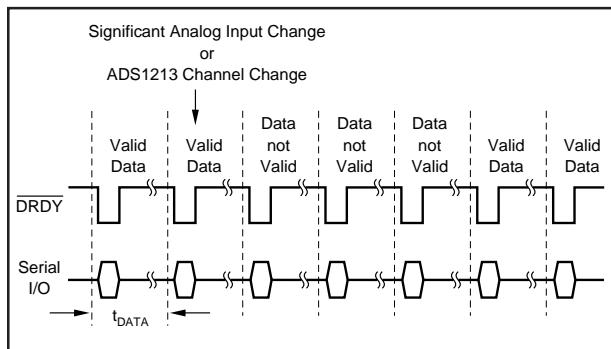 Significant Analog Input Change
or
ADS1213 Channel Change
Valid
Data
Valid
Data
Data
not
Valid
Data
not
Valid
Data
not
Valid
Valid
Data
Valid
Data
DRDY
Serial
I/O
tDATA